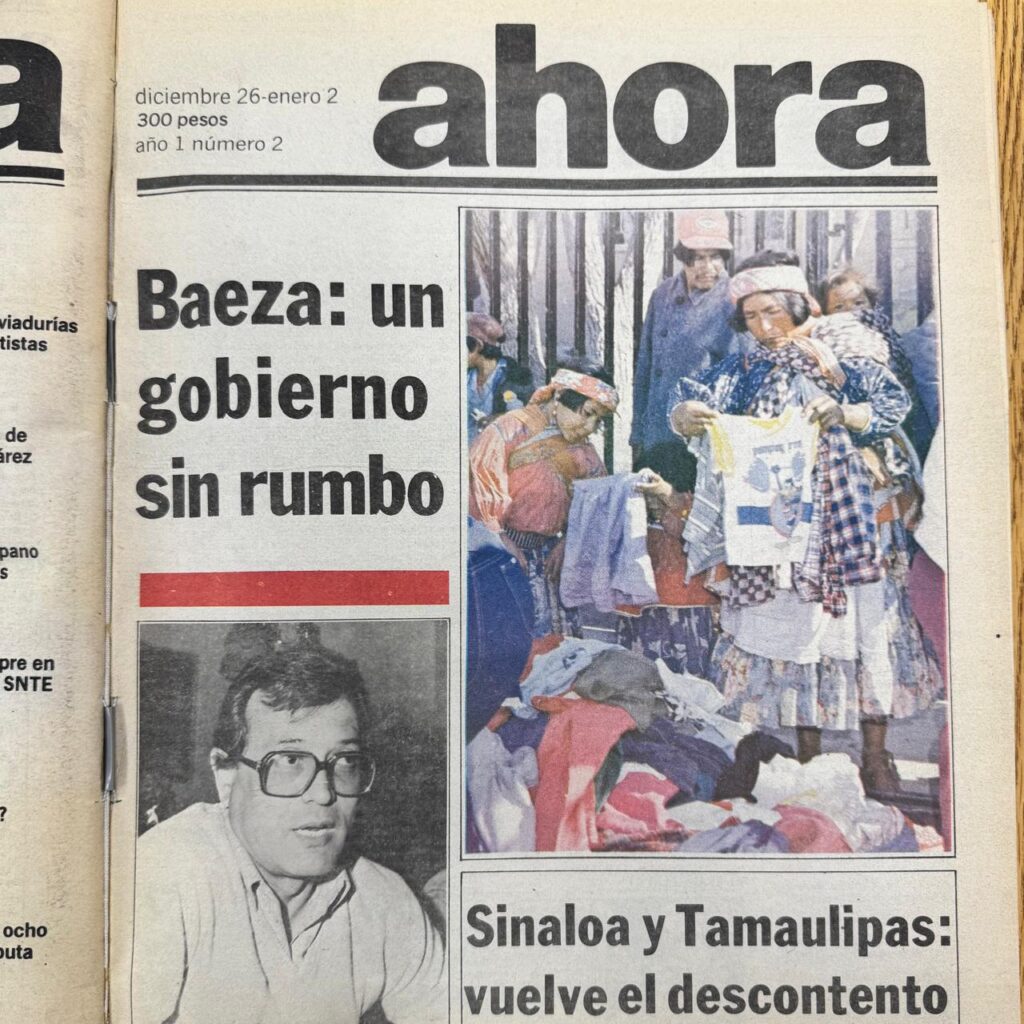 a
viadurías
tistas
de
árez
pano
s
pre en
SNTE
?
ocho
puta
diciembre 26-enero 2
300 pesos
año 1 número 2
ahora
Baeza: un
gobierno
sin rumbo
Sinaloa y Tamaulipas:
vuelve el descontento